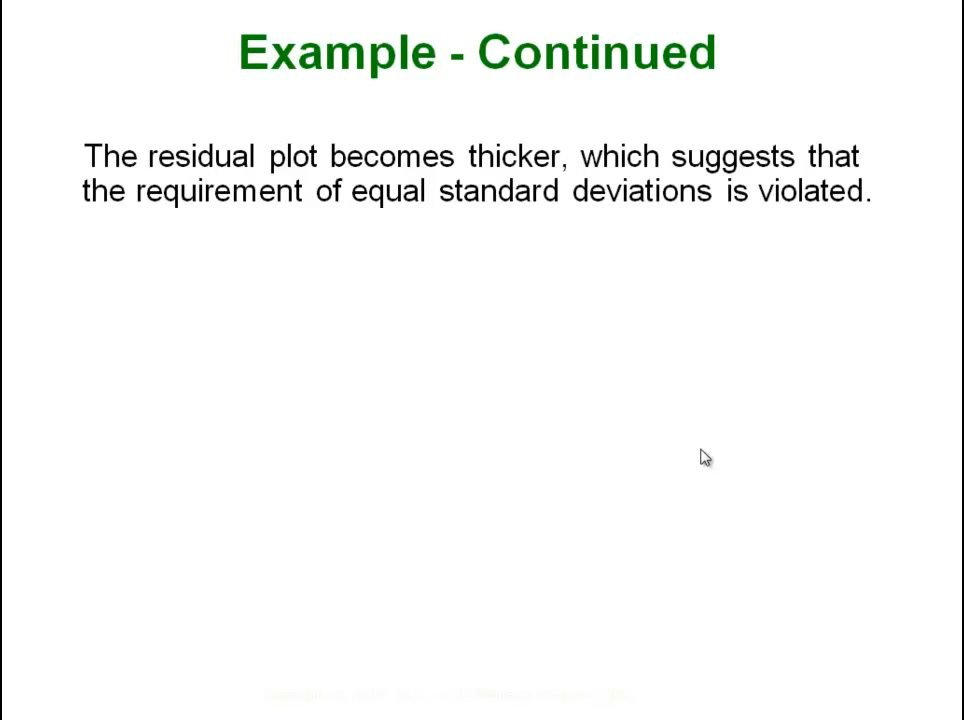 Example - Continued
The residual plot becomes thicker, which suggests that
the requirement of equal standard deviations is violated.